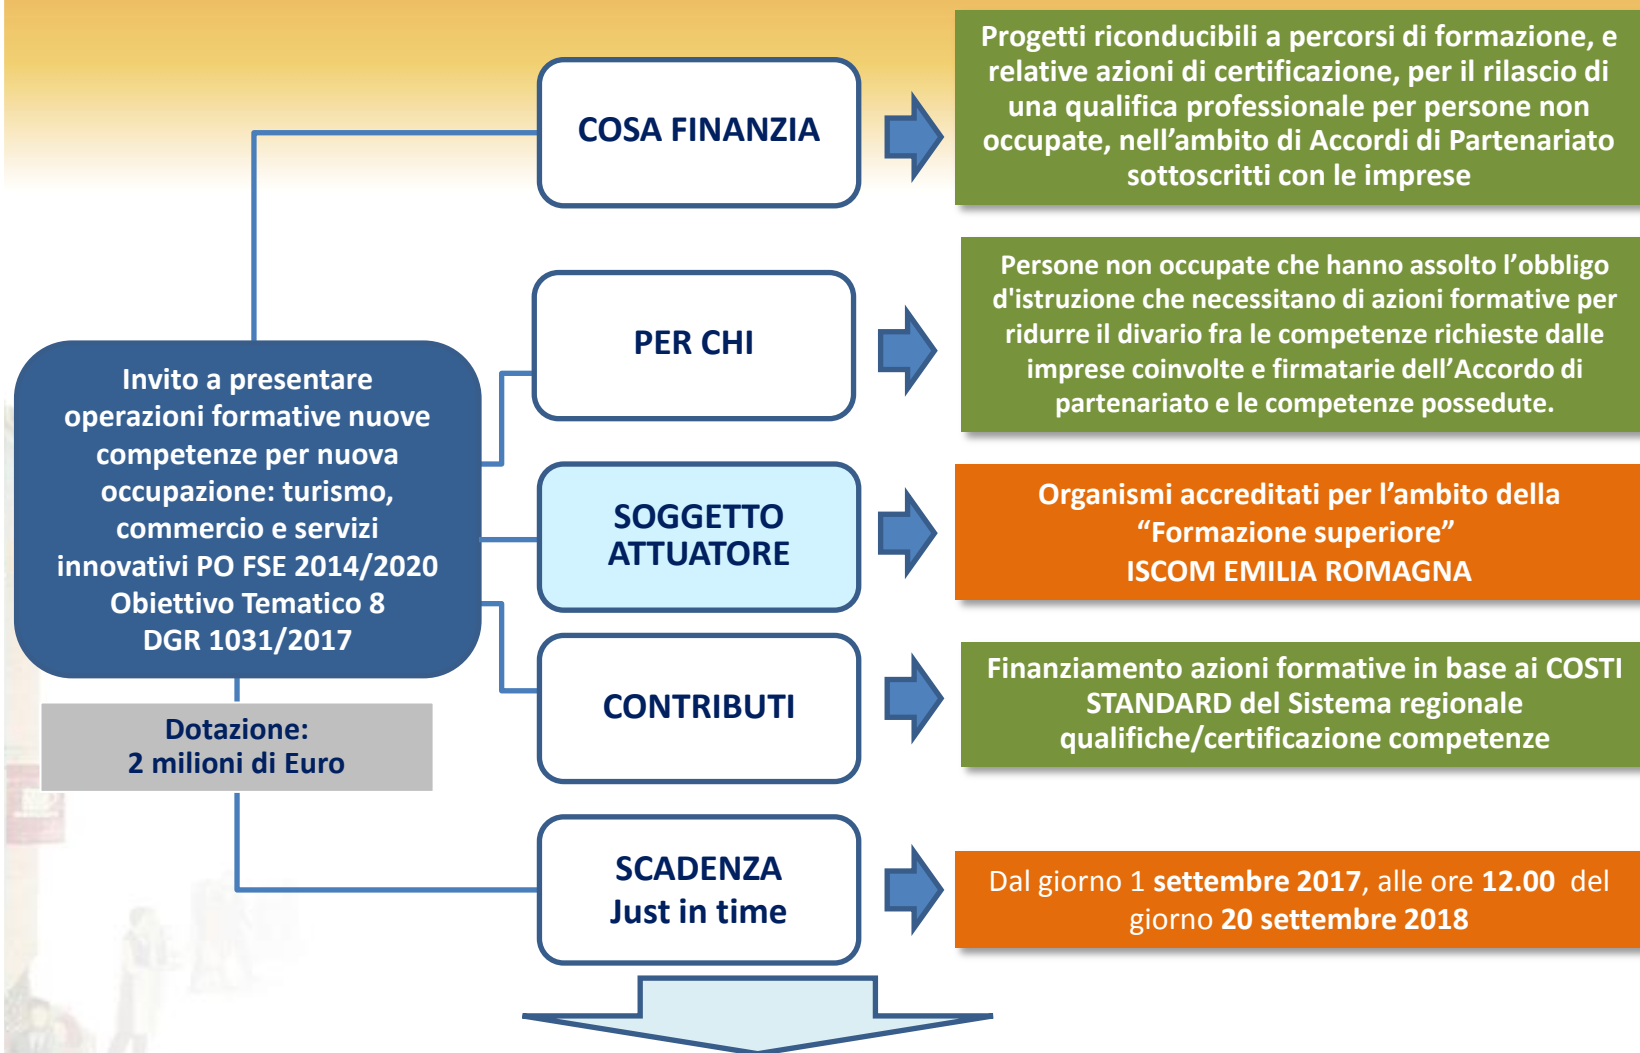 Invito a presentare
operazioni formative nuove
competenze per nuova
occupazione: turismo,
commercio e servizi
innovativi PO FSE 2014/2020
Obiettivo Tematico 8
DGR 1031/2017
Dotazione:
2 milioni di Euro
COSA FINANZIA
Progetti riconducibili a percorsi di formazione, e
relative azioni di certificazione, per il rilascio di
una qualifica professionale per persone non
occupate, nell’ambito di Accordi di Partenariato
sottoscritti con le imprese
PER CHI
Persone non occupate che hanno assolto l’obbligo
d'istruzione che necessitano di azioni formative per
ridurre il divario fra le competenze richieste dalle
imprese coinvolte e firmatarie dell’Accordo di
partenariato e le competenze possedute.
SOGGETTO
ATTUATORE
Organismi accreditati per l’ambito della
“Formazione superiore”
ISCOM EMILIA ROMAGNA
CONTRIBUTI
Finanziamento azioni formative in base ai COSTI
STANDARD del Sistema regionale
qualifiche/certificazione competenze
SCADENZA
Just in time
Dal giorno 1 settembre 2017, alle ore 12.00 del
giorno 20 settembre 2018